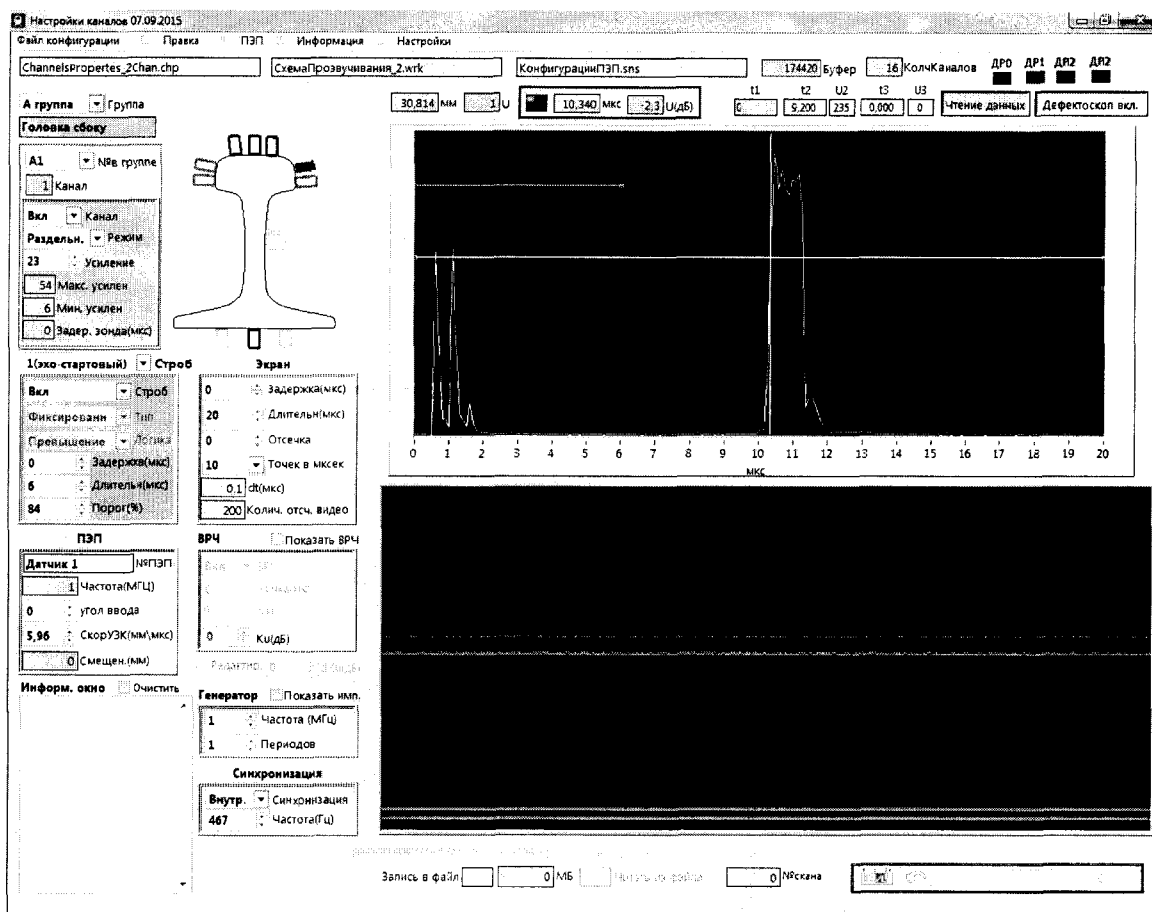 Настройки каналов 07.09.2015
Файл конфигурации Правка ПЭП Информация Настройки
ChannelsPropertes_2Chan.chp СхемаПрозвучивания_2.wrk КонфигурацииПЭП.sns 174420 Буфер 16 КолчКаналов ДР0 ДР1 ДR2 ДR2
А группа Группа 30,814 мм 1 U 10,340 мкс -2,3 U(дБ) t1 t2 U2 t3 U3
0 9,200 235 0,000 0 Чтение данных Дефектоскоп вкл.
Головка сбоку
А1 №в группе
1 Канал
Вкл Канал
Раздельн. Режим
23 Усиление
54 Макс. усилен
6 Мин. усилен
0 Задер. зонда(мкс)
1(эхо-стартовый) Строб Экран
Вкл Строб 0 Задержка(мкс)
Фиксированн Тип 20 Длительн(мкс)
Превышение Логика 0 Отсечка
0 Задержка(мкс) 10 Точек в мксек
6 Длительн(мкс) 0,1 dt(мкс)
84 Порог(%) 200 Колич. отсч. видео
0 1 2 3 4 5 6 7 8 9 10 11 12 13 14 15 16 17 18 19 20
мкс
ПЭП ВРЧ Показать ВРЧ
Датчик 1 №ПЭП Вкл
1 Частота(МГЦ)
0 угол ввода
5,96 СкорУЗК(мм\мкс) 0 Ku(дБ)
0 Смещен.(мм)
Редактир. 0
Информ. окно Очистить Генератор Показать имп.
1 Частота (МГц)
1 Периодов
Синхронизация
Внутр. Синхронизация
467 Частота(Гц)
Запись в файл 0 МБ Читать из файла 0 №скана